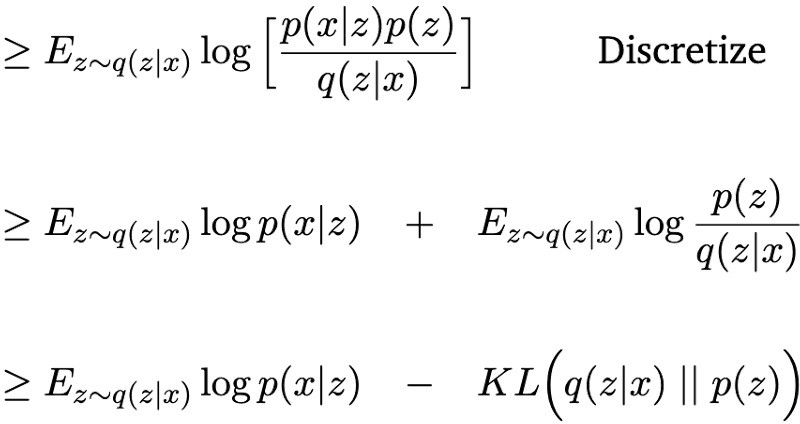 ≥ E_{z∼q(z|x)} log [ p(x|z)p(z) / q(z|x) ] Discretize
≥ E_{z∼q(z|x)} log p(x|z) + E_{z∼q(z|x)} log p(z) / q(z|x)
≥ E_{z∼q(z|x)} log p(x|z) − KL(q(z|x) || p(z))